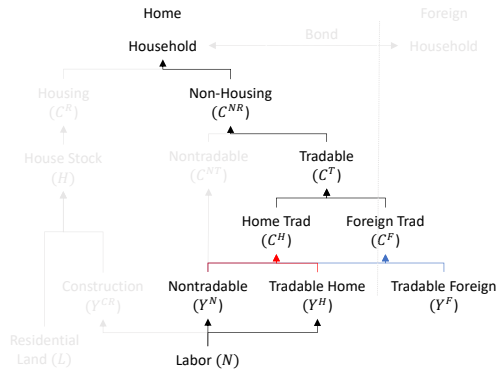 Home Foreign
Household Bond Household
Housing Non-Housing
(C^R) (C^NR)
House Stock Nontradable Tradable
(H) (C^NT) (C^T)
Home Trad Foreign Trad
(C^H) (C^F)
Construction Nontradable Tradable Home Tradable Foreign
(Y^CR) (Y^N) (Y^H) (Y^F)
Residential
Land (L) Labor (N)